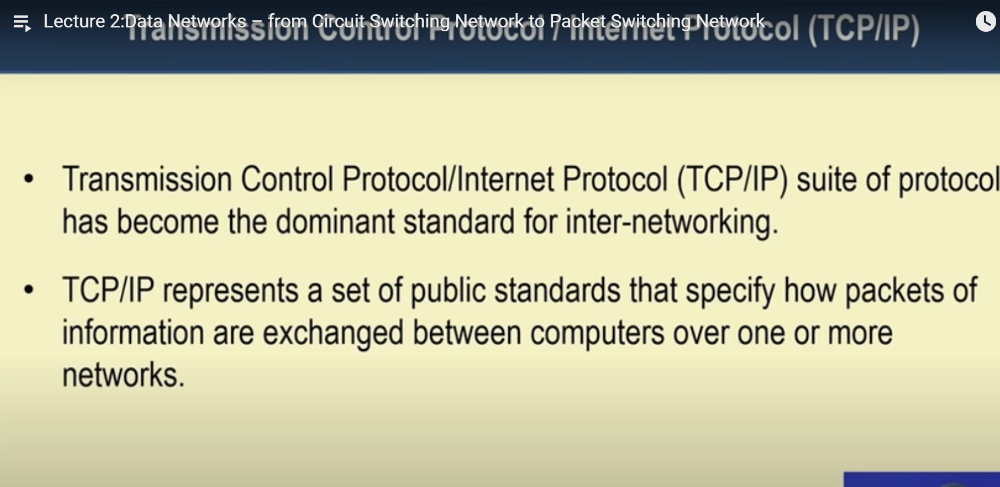 Lecture 2:Data Networks – from Circuit Switching Network to Packet Switching Network
Transmission Control Protocol / Internet Protocol (TCP/IP)
• Transmission Control Protocol/Internet Protocol (TCP/IP) suite of protocol
has become the dominant standard for inter-networking.
• TCP/IP represents a set of public standards that specify how packets of
information are exchanged between computers over one or more
networks.